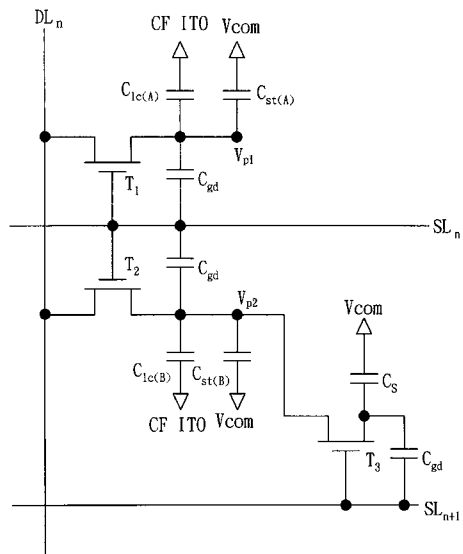 DLn
CF ITO Vcom
Clc(A) Cst(A)
Vp1
T1 Cgd
SLn
T2 Cgd
Vp2
Vcom
Clc(B) Cst(B)
CS
CF ITO Vcom
T3 Cgd
SLn+1